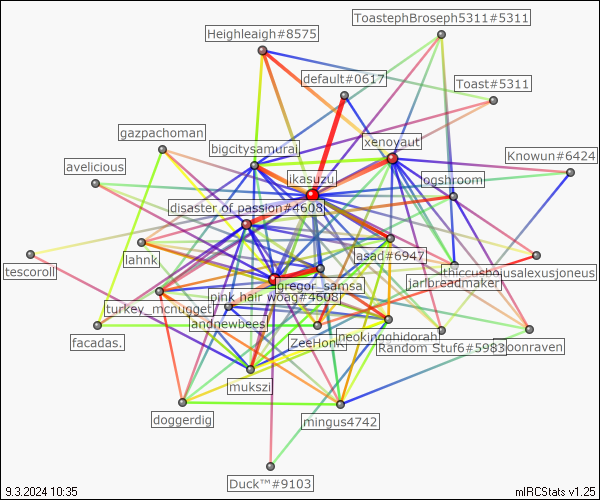 ToastephBroseph5311#5311
Heighleaigh#8575
default#0617
Toast#5311
gazpachoman
xenoyaut
bigcitysamurai
Knowun#6424
avelicious
ikasuzu
ogshroom
disaster of passion#4608
lahnk
asad#6947
tescoroll
thiccusbousalexusjoneus
gregor_samsa
jarlbreadmaker
pink hair woag#4608
turkey_mcnugget
andnewbees
neokingghidorah
facadas.
ZeeHonk
Random Stuf6#5983
oonraven
mukszi
doggerdig
mingus4742
Duck™#9103
9.3.2024 10:35
mIRCStats v1.25